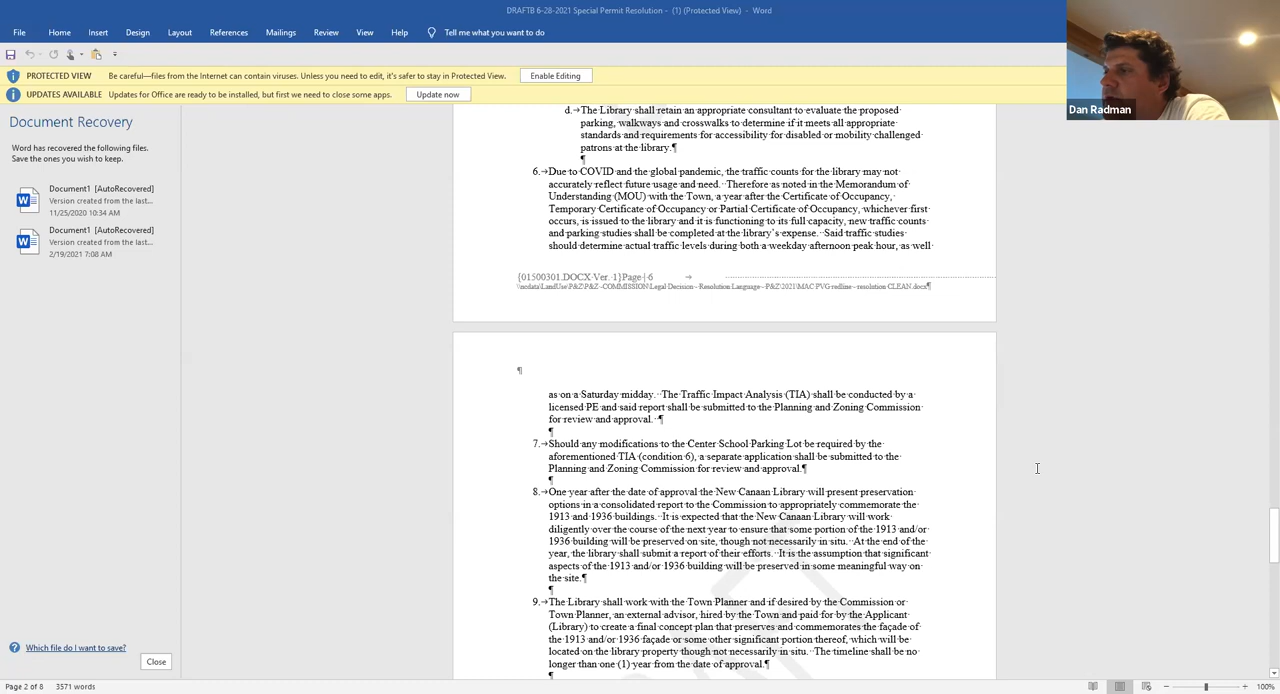 DRAFTB 6-28-2021 Special Permit Resolution - (1) (Protected View) - Word
File Home Insert Design Layout References Mailings Review View Help Tell me what you want to do
PROTECTED VIEW Be careful—files from the Internet can contain viruses. Unless you need to edit, it's safer to stay in Protected View. Enable Editing
UPDATES AVAILABLE Updates for Office are ready to be installed, but first we need to close some apps. Update now
Dan Radman
Document Recovery
Word has recovered the following files.
Save the ones you wish to keep.
Document1 [AutoRecovered]
Version created from the last...
11/25/2020 10:34 AM
Document1 [AutoRecovered]
Version created from the last...
2/19/2021 7:08 AM
Which file do I want to save?
Close
d.→The Library shall retain an appropriate consultant to evaluate the proposed
parking, walkways and crosswalks to determine if it meets all appropriate
standards and requirements for accessibility for disabled or mobility challenged
patrons at the library.¶
¶
6.→Due to COVID and the global pandemic, the traffic counts for the library may not
accurately reflect future usage and need. Therefore as noted in the Memorandum of
Understanding (MOU) with the Town, a year after the Certificate of Occupancy,
Temporary Certificate of Occupancy or Partial Certificate of Occupancy, whichever first
occurs, is issued to the library and it is functioning to its full capacity, new traffic counts
and parking studies shall be completed at the library's expense. Said traffic studies
should determine actual traffic levels during both a weekday afternoon peak hour, as well
{01500301.DOCX Ver. 1}Page | 6 →
\\ncdata\LandUse\P&Z\P&Z -COMMISSION\Legal Decision - Resolution Language - P&Z\2021\MAC PVG redline - resolution CLEAN.docx¶
¶
as on a Saturday midday. The Traffic Impact Analysis (TIA) shall be conducted by a
licensed PE and said report shall be submitted to the Planning and Zoning Commission
for review and approval. ¶
¶
7.→Should any modifications to the Center School Parking Lot be required by the
aforementioned TIA (condition 6), a separate application shall be submitted to the
Planning and Zoning Commission for review and approval.¶
¶
8.→One year after the date of approval the New Canaan Library will present preservation
options in a consolidated report to the Commission to appropriately commemorate the
1913 and 1936 buildings. It is expected that the New Canaan Library will work
diligently over the course of the next year to ensure that some portion of the 1913 and/or
1936 building will be preserved on site, though not necessarily in situ. At the end of the
year, the library shall submit a report of their efforts. It is the assumption that significant
aspects of the 1913 and/or 1936 building will be preserved in some meaningful way on
the site.¶
¶
9.→The Library shall work with the Town Planner and if desired by the Commission or
Town Planner, an external advisor, hired by the Town and paid for by the Applicant
(Library) to create a final concept plan that preserves and commemorates the façade of
the 1913 and/or 1936 façade or some other significant portion thereof, which will be
located on the library property though not necessarily in situ. The timeline shall be no
longer than one (1) year from the date of approval.¶
¶
Page 2 of 8 3571 words 100%